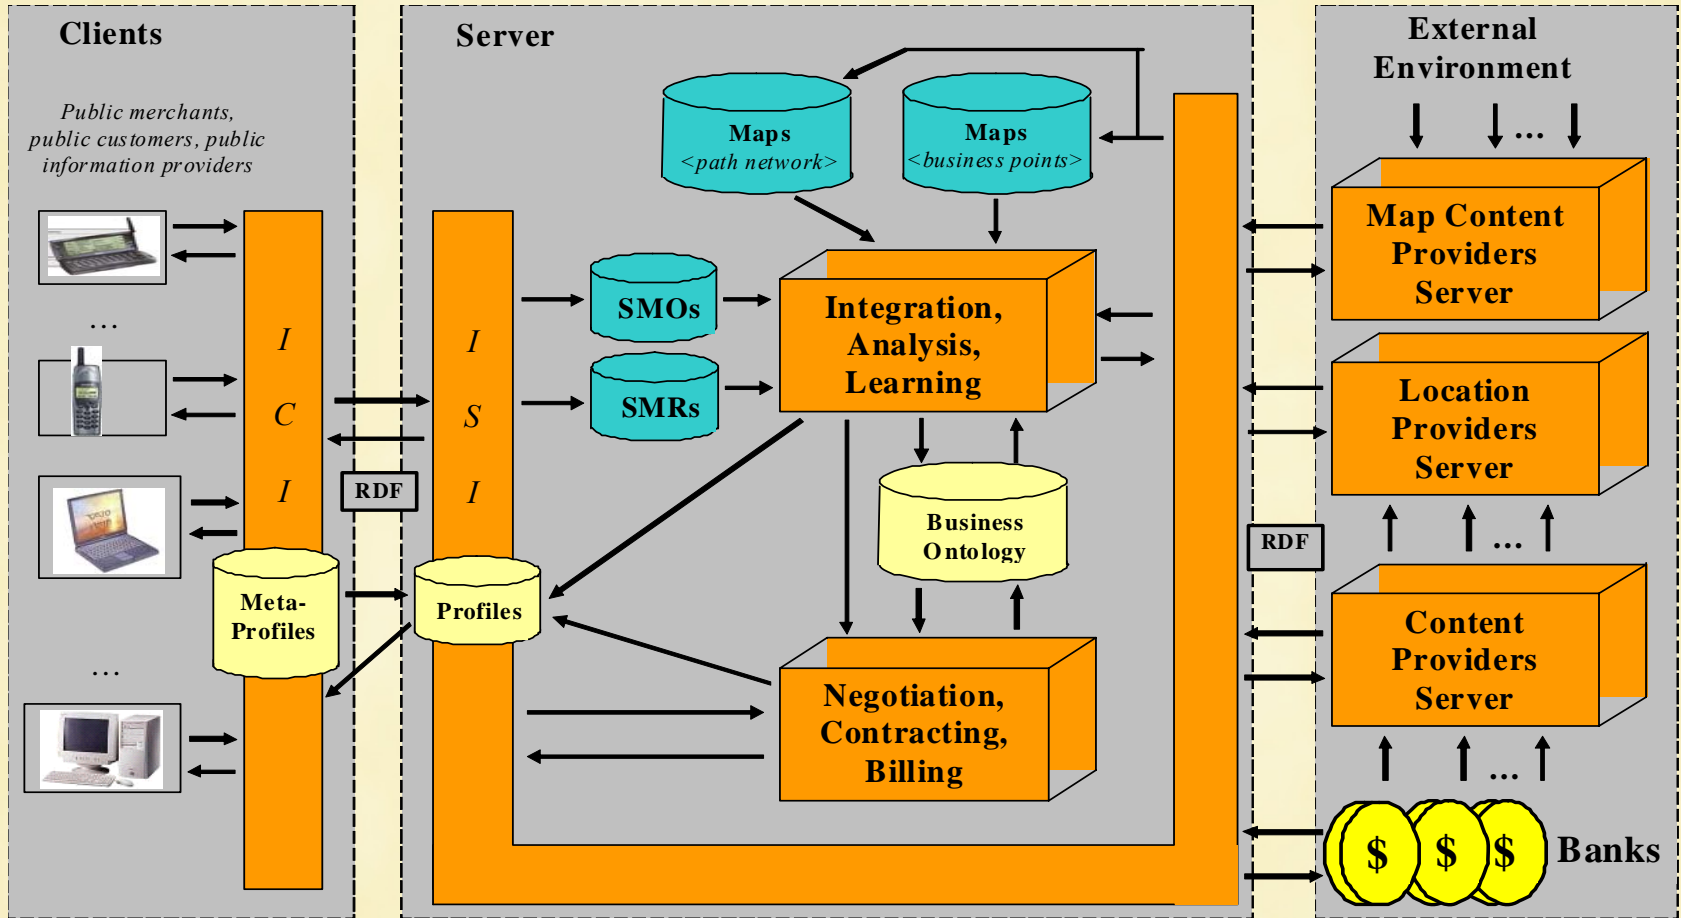 Clients
Public merchants,
public customers, public
information providers
...
...
I
C
I
Meta-
Profiles
RDF
Server
I
S
I
Profiles
Maps
<path network>
Maps
<business points>
SMOs
SMRs
Integration,
Analysis,
Learning
Business
Ontology
Negotiation,
Contracting,
Billing
RDF
External
Environment
...
Map Content
Providers
Server
Location
Providers
Server
...
Content
Providers
Server
...
$ $ $
Banks